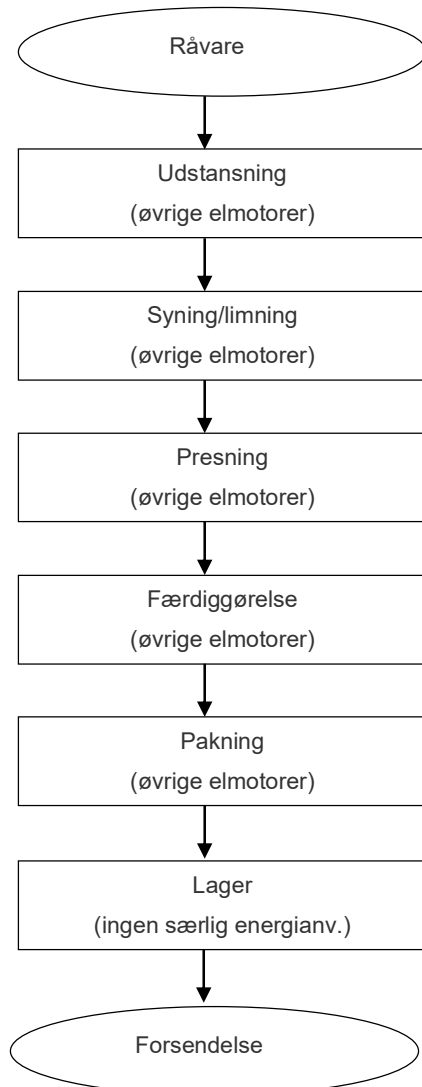 Råvare
Udstansning
(øvrige elmotorer)
Syning/limning
(øvrige elmotorer)
Presning
(øvrige elmotorer)
Færdiggørelse
(øvrige elmotorer)
Pakning
(øvrige elmotorer)
Lager
(ingen særlig energianv.)
Forsendelse